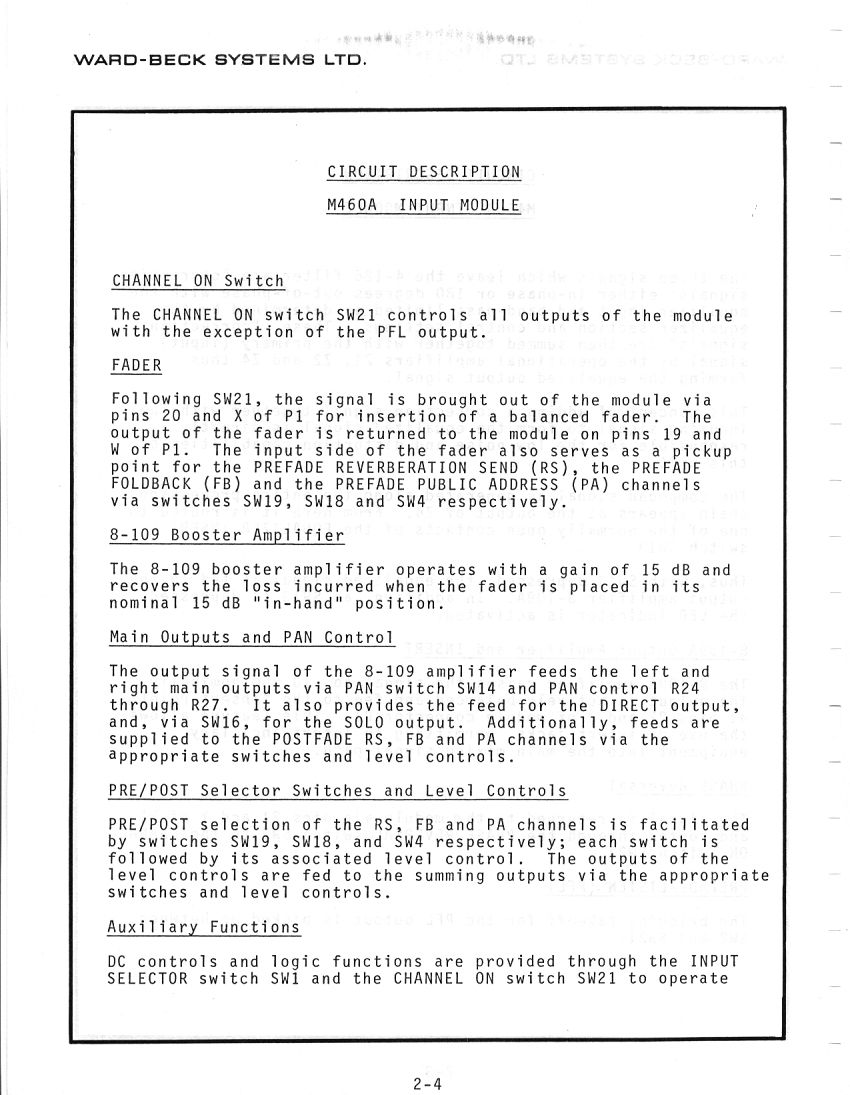 WARD-BECK SYSTEMS LTD.
CIRCUIT DESCRIPTION
M460A INPUT MODULE
CHANNEL ON Switch
The CHANNEL ON switch SW21 controls all outputs of the module
with the exception of the PFL output.
FADER
Following SW21, the signal is brought out of the module via
pins 20 and X of P1 for insertion of a balanced fader. The
output of the fader is returned to the module on pins 19 and
W of P1. The input side of the fader also serves as a pickup
point for the PREFADE REVERBERATION SEND (RS), the PREFADE
FOLDBACK (FB) and the PREFADE PUBLIC ADDRESS (PA) channels
via switches SW19, SW18 and SW4 respectively.
8-109 Booster Amplifier
The 8-109 booster amplifier operates with a gain of 15 dB and
recovers the loss incurred when the fader is placed in its
nominal 15 dB "in-hand" position.
Main Outputs and PAN Control
The output signal of the 8-109 amplifier feeds the left and
right main outputs via PAN switch SW14 and PAN control R24
through R27. It also provides the feed for the DIRECT output,
and, via SW16, for the SOLO output. Additionally, feeds are
supplied to the POSTFADE RS, FB and PA channels via the
appropriate switches and level controls.
PRE/POST Selector Switches and Level Controls
PRE/POST selection of the RS, FB and PA channels is facilitated
by switches SW19, SW18, and SW4 respectively; each switch is
followed by its associated level control. The outputs of the
level controls are fed to the summing outputs via the appropriate
switches and level controls.
Auxiliary Functions
DC controls and logic functions are provided through the INPUT
SELECTOR switch SW1 and the CHANNEL ON switch SW21 to operate
2-4